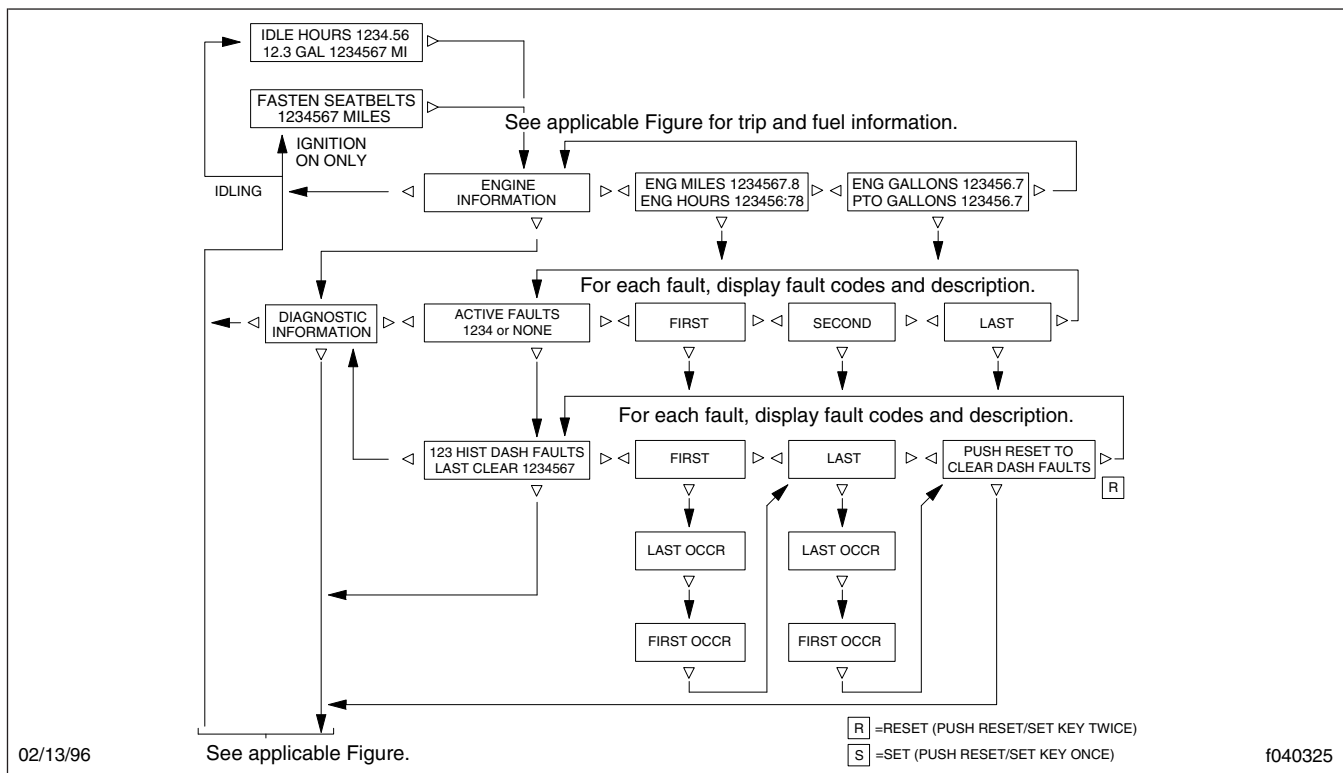 IDLE HOURS 1234.56
12.3 GAL 1234567 MI
FASTEN SEATBELTS
1234567 MILES
See applicable Figure for trip and fuel information.
IGNITION
ON ONLY
IDLING
ENGINE
INFORMATION
ENG MILES 1234567.8
ENG HOURS 123456:78
ENG GALLONS 123456.7
PTO GALLONS 123456.7
For each fault, display fault codes and description.
DIAGNOSTIC
INFORMATION
ACTIVE FAULTS
1234 or NONE
FIRST
SECOND
LAST
For each fault, display fault codes and description.
123 HIST DASH FAULTS
LAST CLEAR 1234567
FIRST
LAST
PUSH RESET TO
CLEAR DASH FAULTS
R
LAST OCCR
LAST OCCR
FIRST OCCR
FIRST OCCR
R =RESET (PUSH RESET/SET KEY TWICE)
S =SET (PUSH RESET/SET KEY ONCE)
02/13/96
See applicable Figure.
f040325